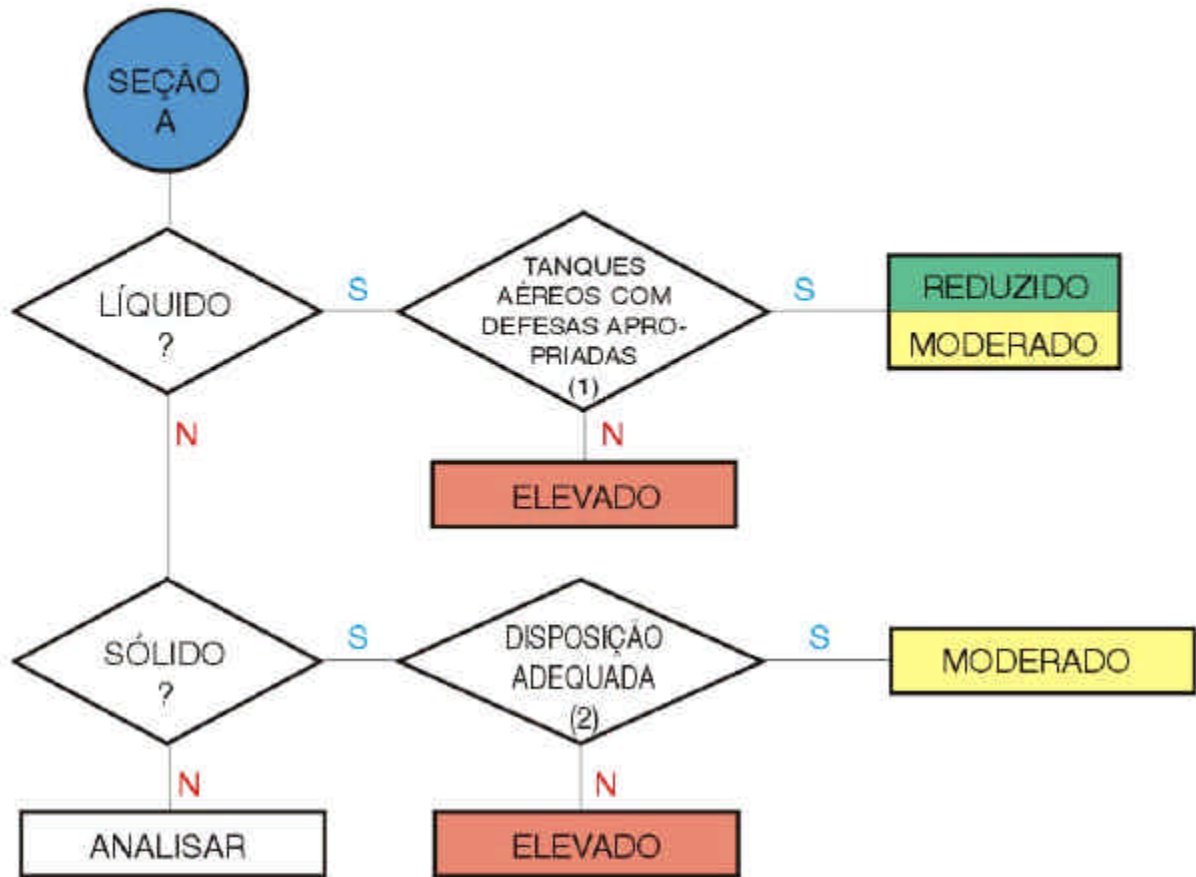 SEÇÃO
A
LÍQUIDO
?
S
TANQUES
AÉREOS COM
DEFESAS APRO-
PRIADAS
(1)
S
REDUZIDO
MODERADO
N
N
ELEVADO
SÓLIDO
?
S
DISPOSIÇÃO
ADEQUADA
(2)
S
MODERADO
N
N
ANALISAR
ELEVADO